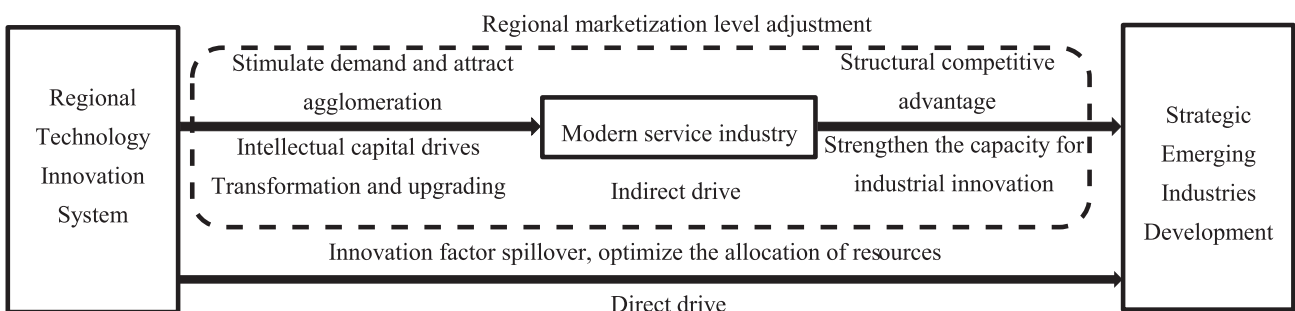 Regional marketization level adjustment
Regional
Technology
Innovation
System
Stimulate demand and attract
agglomeration
Intellectual capital drives
Transformation and upgrading
Modern service industry
Indirect drive
Structural competitive
advantage
Strengthen the capacity for
industrial innovation
Strategic
Emerging
Industries
Development
Innovation factor spillover, optimize the allocation of resources
Direct drive